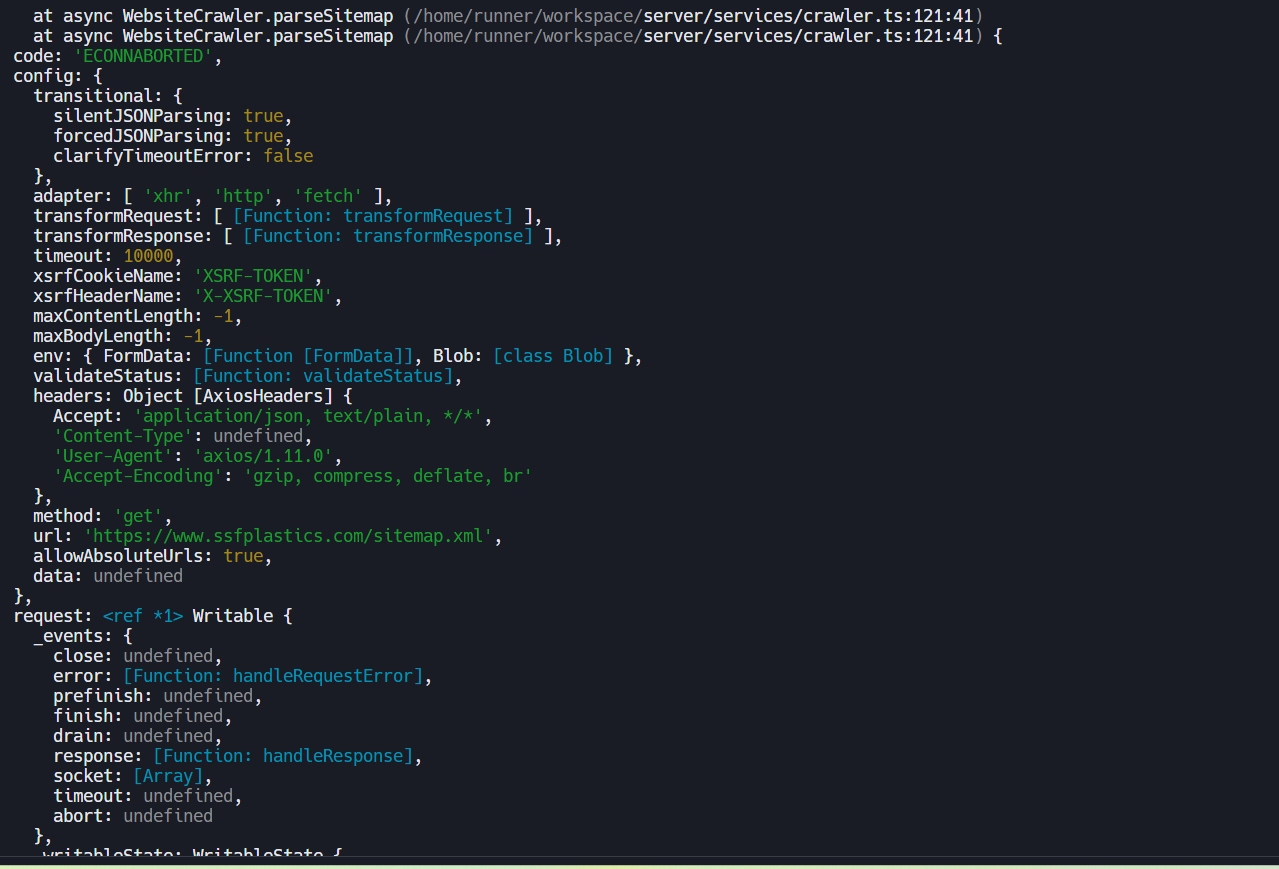 at async WebsiteCrawler.parseSitemap (/home/runner/workspace/server/services/crawler.ts:121:41)
at async WebsiteCrawler.parseSitemap (/home/runner/workspace/server/services/crawler.ts:121:41) {
code: 'ECONNABORTED',
config: {
transitional: {
silentJSONParsing: true,
forcedJSONParsing: true,
clarifyTimeoutError: false
},
adapter: [ 'xhr', 'http', 'fetch' ],
transformRequest: [ [Function: transformRequest] ],
transformResponse: [ [Function: transformResponse] ],
timeout: 10000,
xsrfCookieName: 'XSRF-TOKEN',
xsrfHeaderName: 'X-XSRF-TOKEN',
maxContentLength: -1,
maxBodyLength: -1,
env: { FormData: [Function [FormData]], Blob: [class Blob] },
validateStatus: [Function: validateStatus],
headers: Object [AxiosHeaders] {
Accept: 'application/json, text/plain, */*',
'Content-Type': undefined,
'User-Agent': 'axios/1.11.0',
'Accept-Encoding': 'gzip, compress, deflate, br'
},
method: 'get',
url: 'https://www.ssfplastics.com/sitemap.xml',
allowAbsoluteUrls: true,
data: undefined
},
request: <ref *1> Writable {
_events: {
close: undefined,
error: [Function: handleRequestError],
prefinish: undefined,
finish: undefined,
drain: undefined,
response: [Function: handleResponse],
socket: [Array],
timeout: undefined,
abort: undefined
},
_writableState: WritableState {